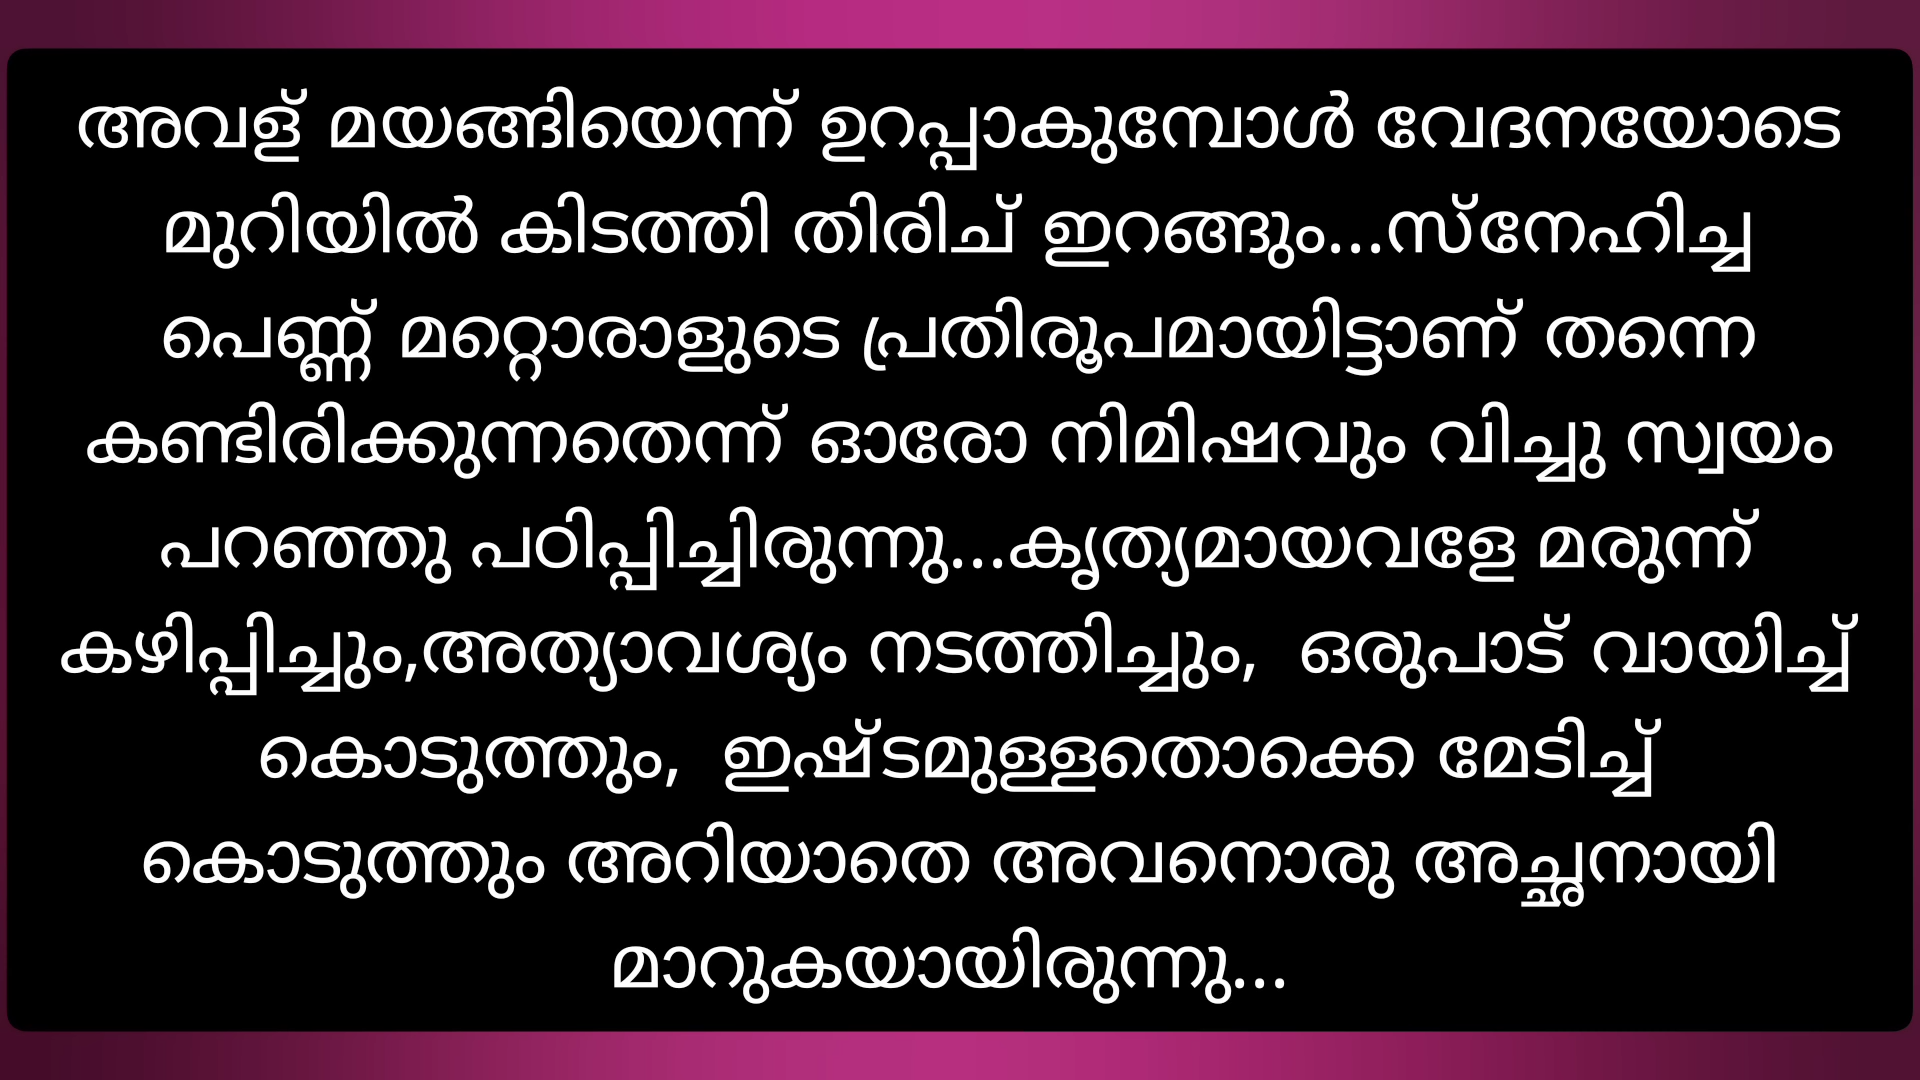 അവള് മയങ്ങിയെന്ന് ഉറപ്പാകുമ്പോൾ വേദനയോടെ
മുറിയിൽ കിടത്തി തിരിച് ഇറങ്ങും...സ്നേഹിച്ച
പെണ്ണ് മറ്റൊരാളുടെ പ്രതിരൂപമായിട്ടാണ് തന്നെ
കണ്ടിരിക്കുന്നതെന്ന് ഓരോ നിമിഷവും വിച്ചു സ്വയം
പറഞ്ഞു പഠിപ്പിച്ചിരുന്നു...കൃത്യമായവളേ മരുന്ന്
കഴിപ്പിച്ചും,അത്യാവശ്യം നടത്തിച്ചും,  ഒരുപാട് വായിച്ച്
കൊടുത്തും,  ഇഷ്ടമുള്ളതൊക്കെ മേടിച്ച്
കൊടുത്തും അറിയാതെ അവനൊരു അച്ഛനായി
മാറുകയായിരുന്നു...